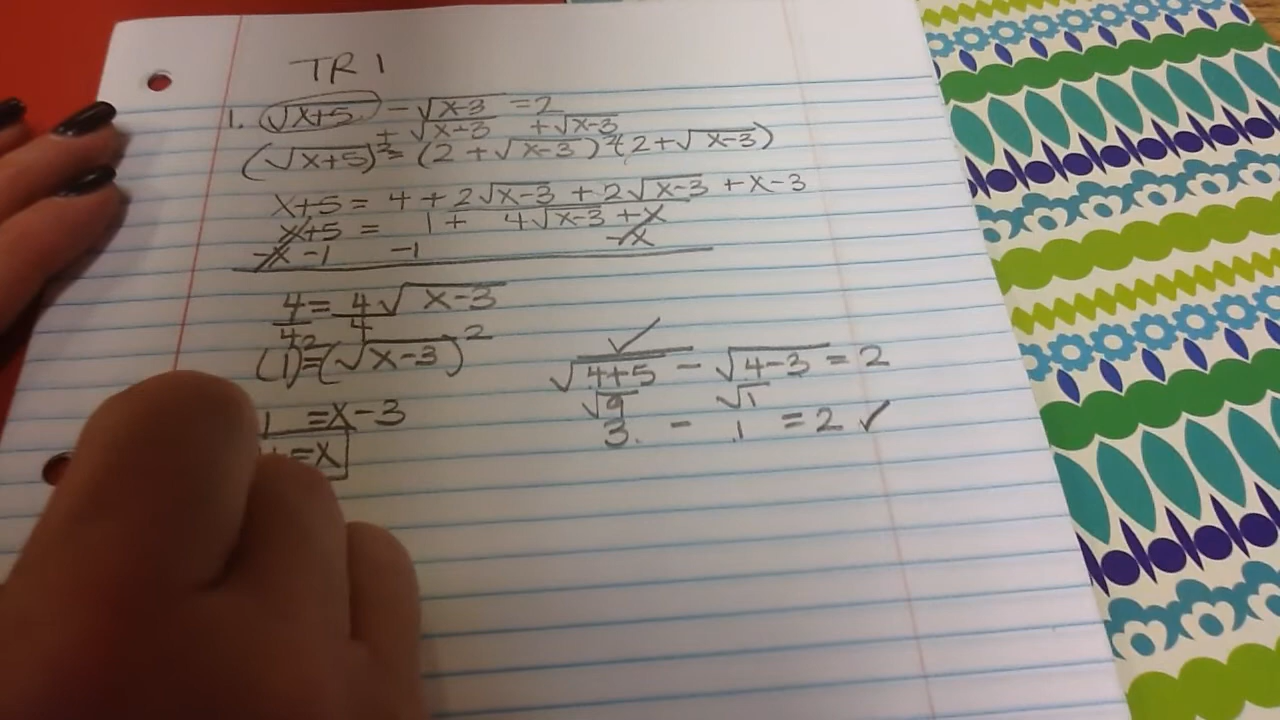 TR 1
1. √x+5 - √x-3 = 2
+ √x-3 + √x-3
(√x+5)² = (2 + √x-3)² (2 + √x-3)
x+5 = 4 + 2√x-3 + 2√x-3 + x-3
x+5 = 1 + 4√x-3 + x
-x -1 -1 -x
4 = 4√x-3
4 4
(1)² = (√x-3)²
1 = x-3
= x
✓
√4+5 - √4-3 = 2
√9 √1
3 - 1 = 2 ✓